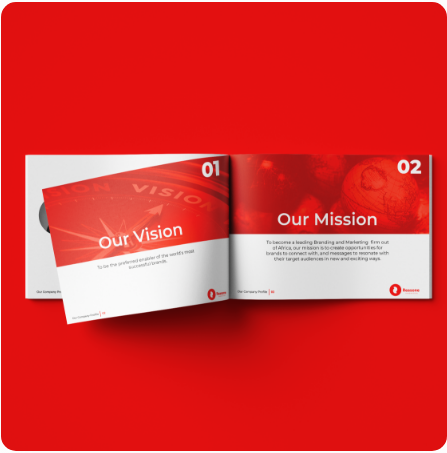 01
VISION
Our Vision
To be the preferred enabler of the world's most
successful brands.
Our Company Profile
02
Our Mission
To become a leading Branding and Marketing Firm out
of Africa, our mission is to create opportunities for
brands to connect with, and messages to resonate with
their target audiences in new and exciting ways
Our Company Profile